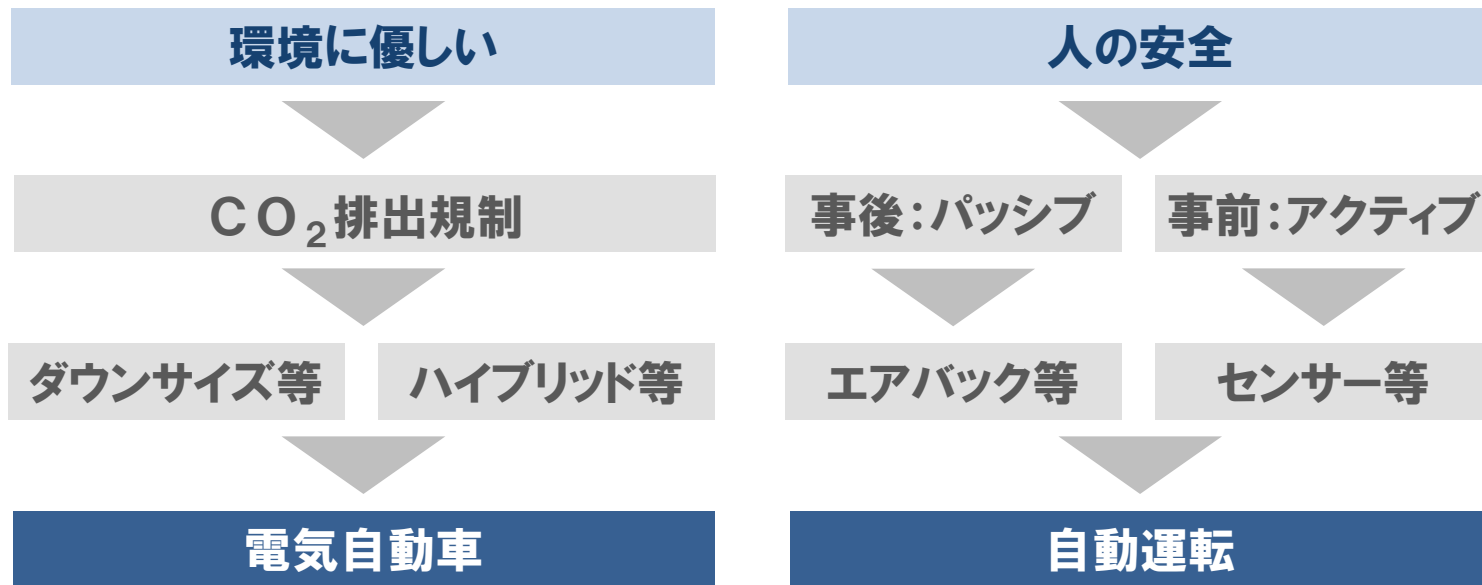 環境に優しい
CO₂排出規制
ダウンサイズ等
ハイブリッド等
電気自動車
人の安全
事後：パッシブ
事前：アクティブ
エアバック等
センサー等
自動運転